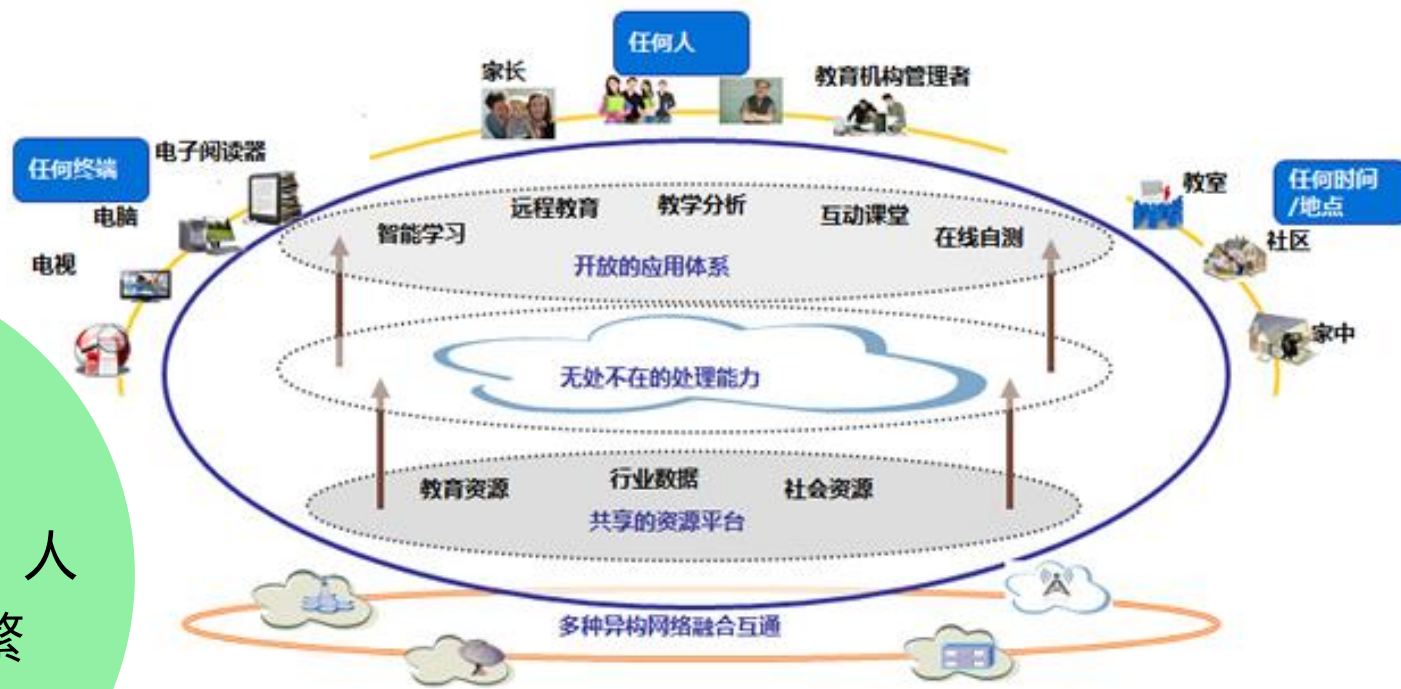 任何人
家长
教育机构管理者
任何终端
电子阅读器
电脑
电视
教室
任何时间
/地点
社区
家中
智能学习
远程教育
教学分析
互动课堂
在线自测
开放的应用体系
无处不在的处理能力
教育资源
行业数据
社会资源
共享的资源平台
多种异构网络融合互通
人
繁